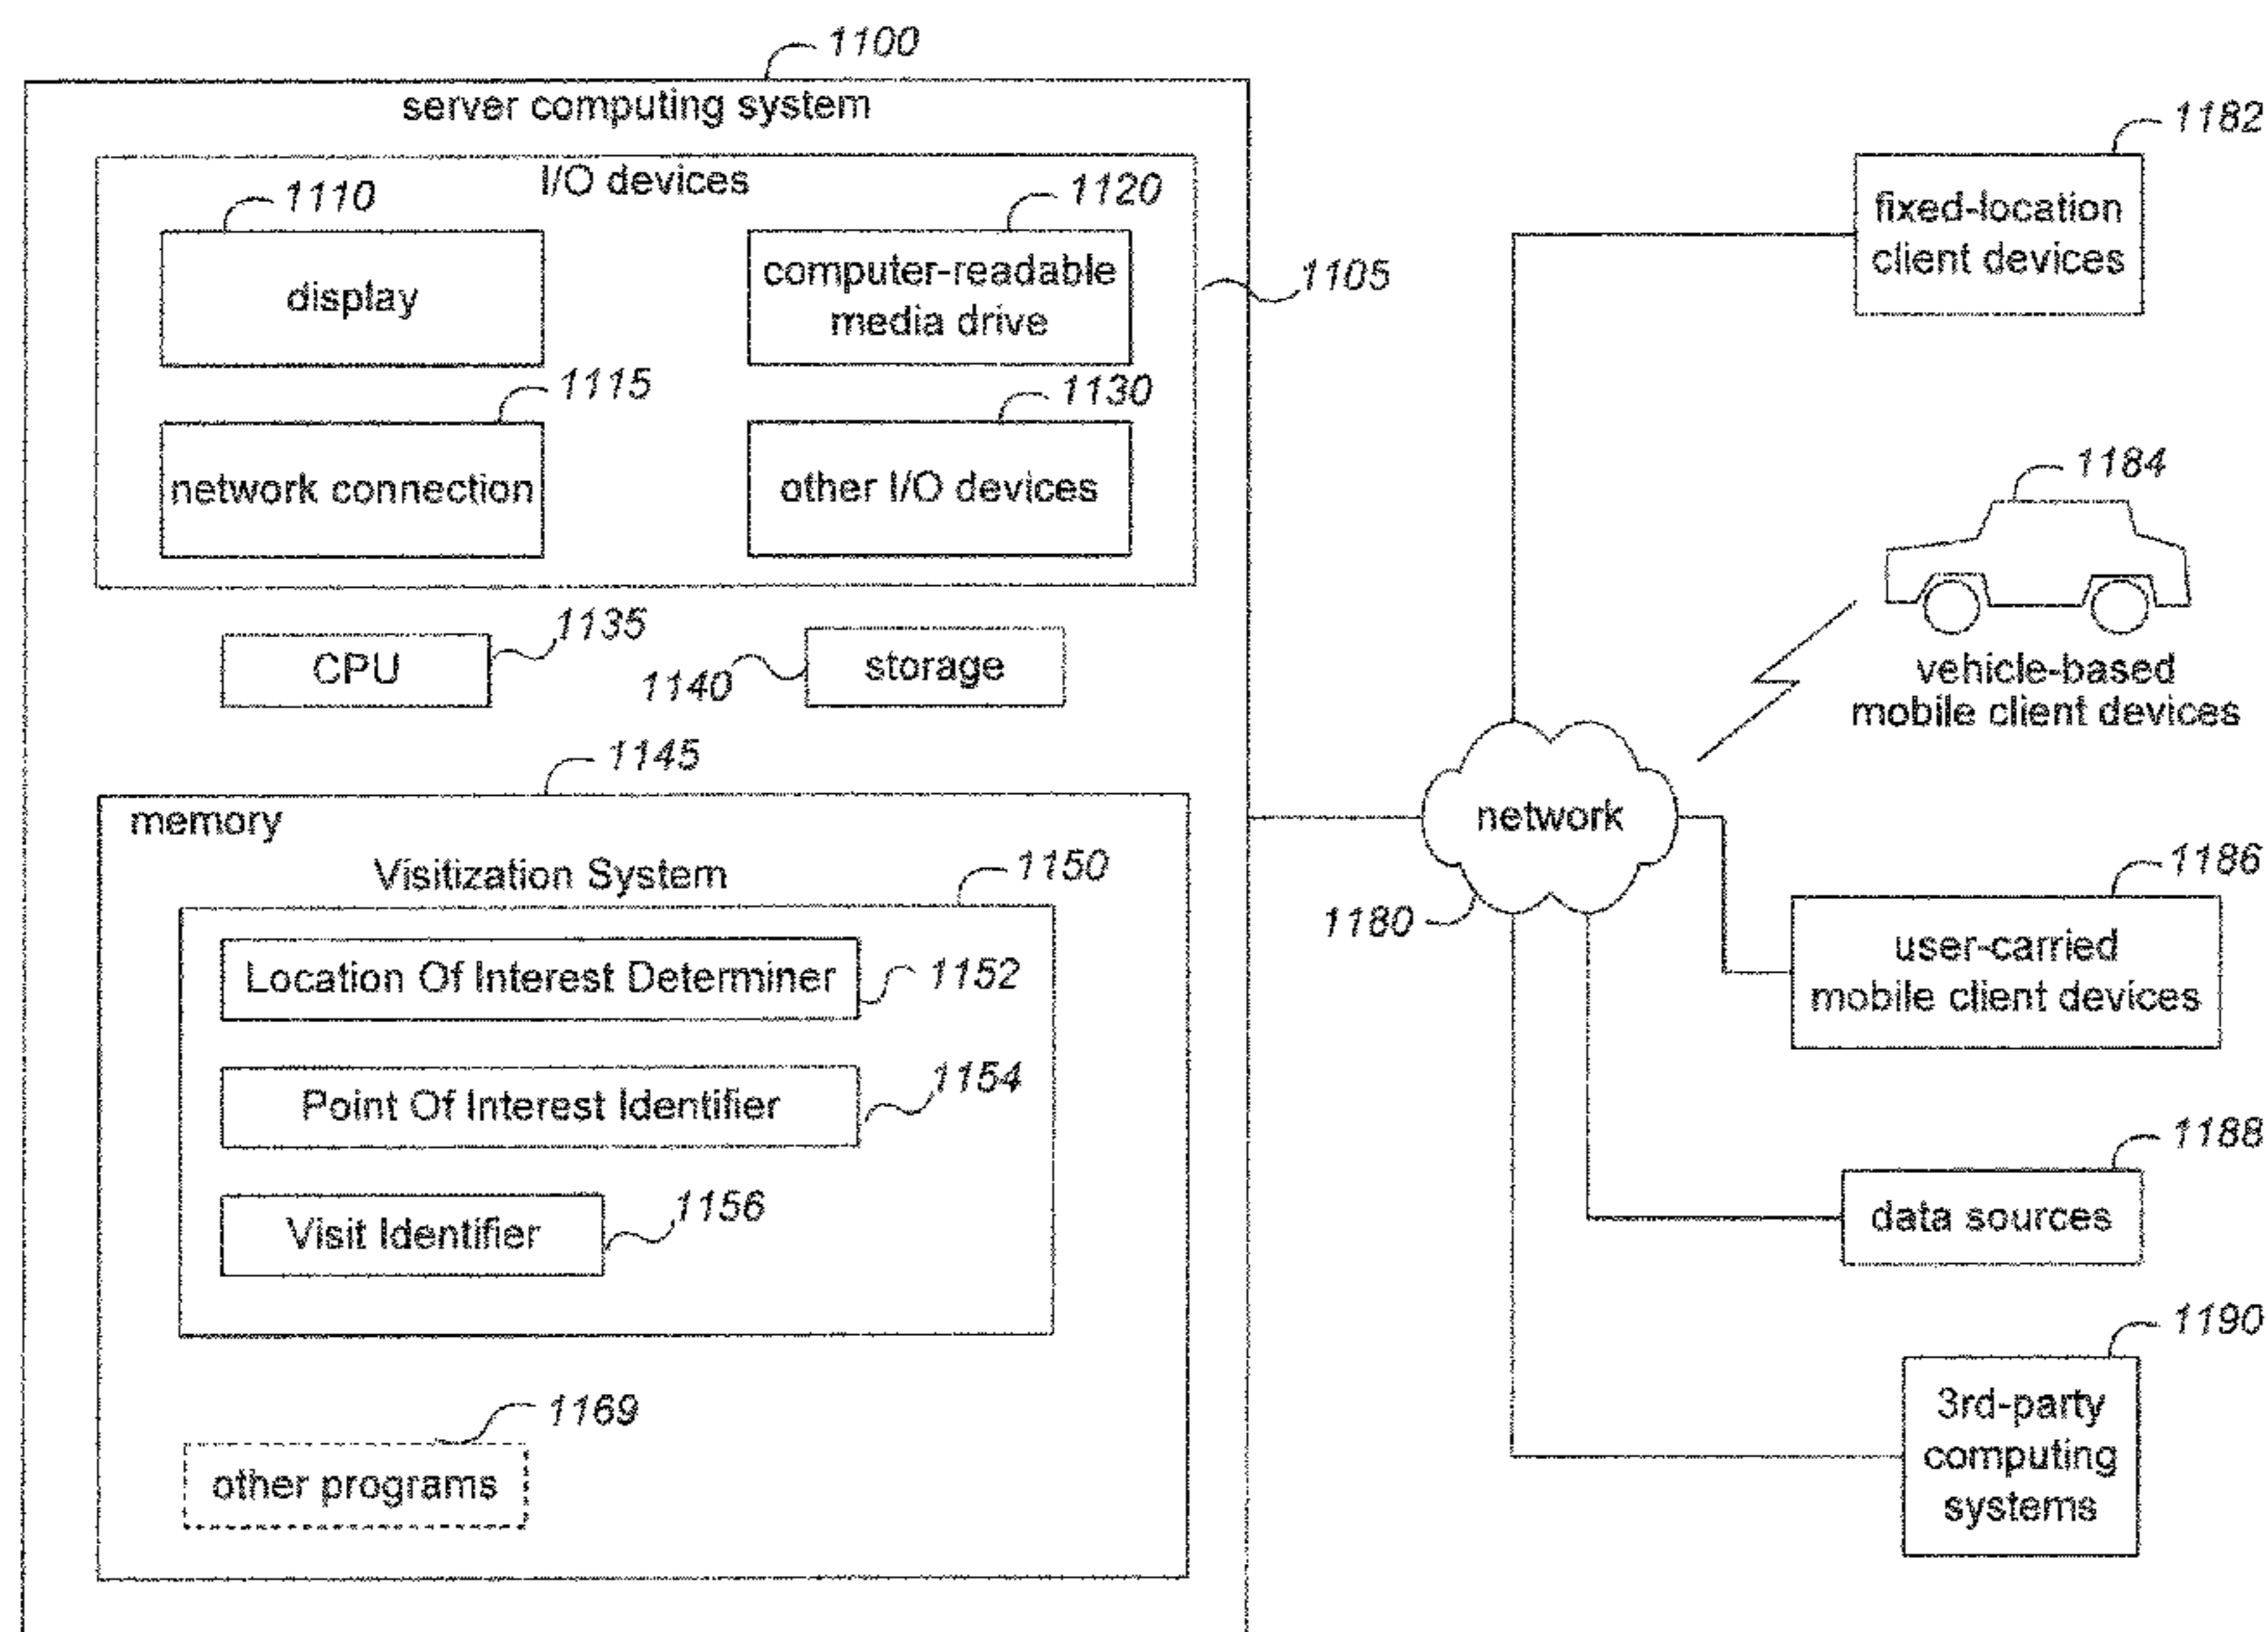 1100
server computing system
I/O devices
1110
display
1120
computer-readable
media drive
1105
1115
network connection
1130
other I/O devices
CPU
1135
1140
storage
1145
memory
Visitization System
1150
Location Of Interest Determiner
1152
Point Of Interest Identifier
1154
Visit Identifier
1156
1169
other programs
network
1180
1182
fixed-location
client devices
1184
vehicle-based
mobile client devices
1186
user-carried
mobile client devices
1188
data sources
1190
3rd-party
computing
systems